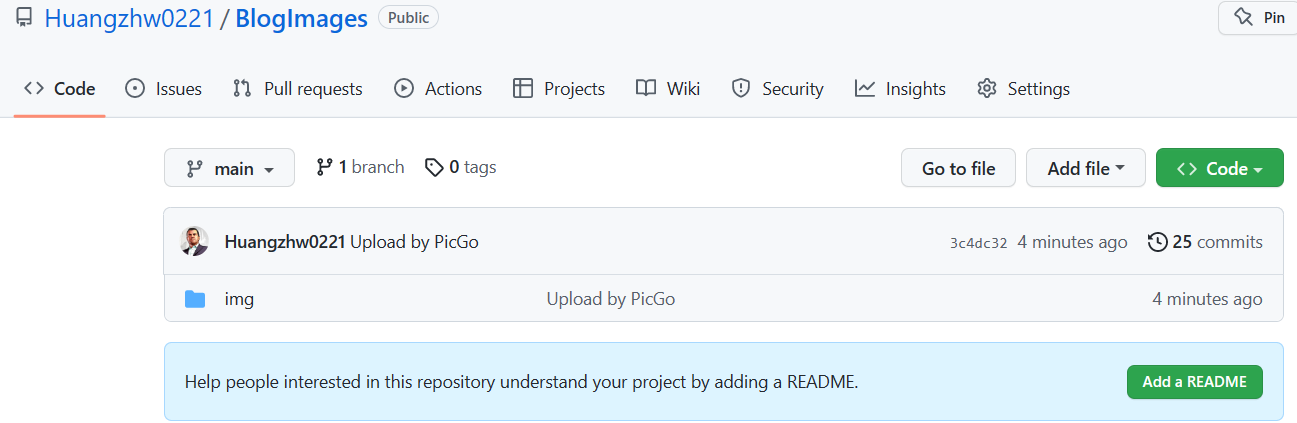 Huangzhw0221 / BlogImages Public Pin
Code Issues Pull requests Actions Projects Wiki Security Insights Settings
main 1 branch 0 tags Go to file Add file Code
Huangzhw0221 Upload by PicGo 3c4dc32 4 minutes ago 25 commits
img Upload by PicGo 4 minutes ago
Help people interested in this repository understand your project by adding a README. Add a README